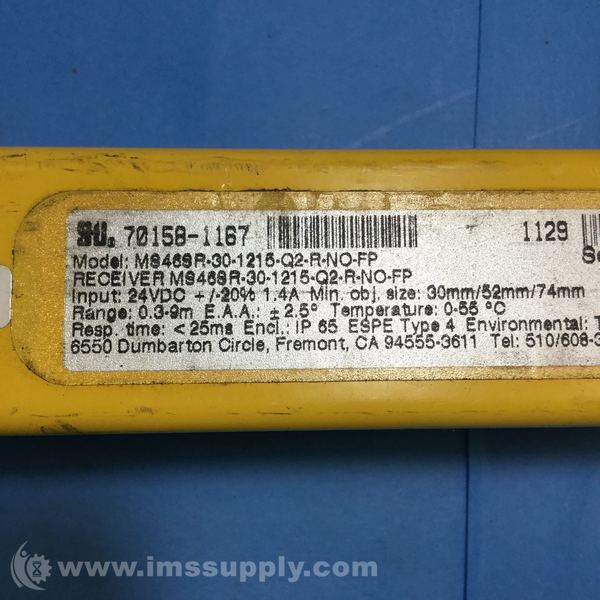 70158-1167 1129
Se
Model: MS46SR-30-1215-Q2-R-NO-FP
RECEIVER MS46SR-30-1215-Q2-R-NO-FP
Input: 24VDC +/-20% 1.4A Min. obj. size: 30mm/52mm/74mm
Range: 0.3-9m E.A.A.: ± 2.5° Temperature: 0-55 °C
Resp. time: <25ms Encl.: IP 65 ESPE Type 4 Environmental: T
6550 Dumbarton Circle, Fremont, CA 94555-3611 Tel: 510/608-3
IMS
www.imssupply.com